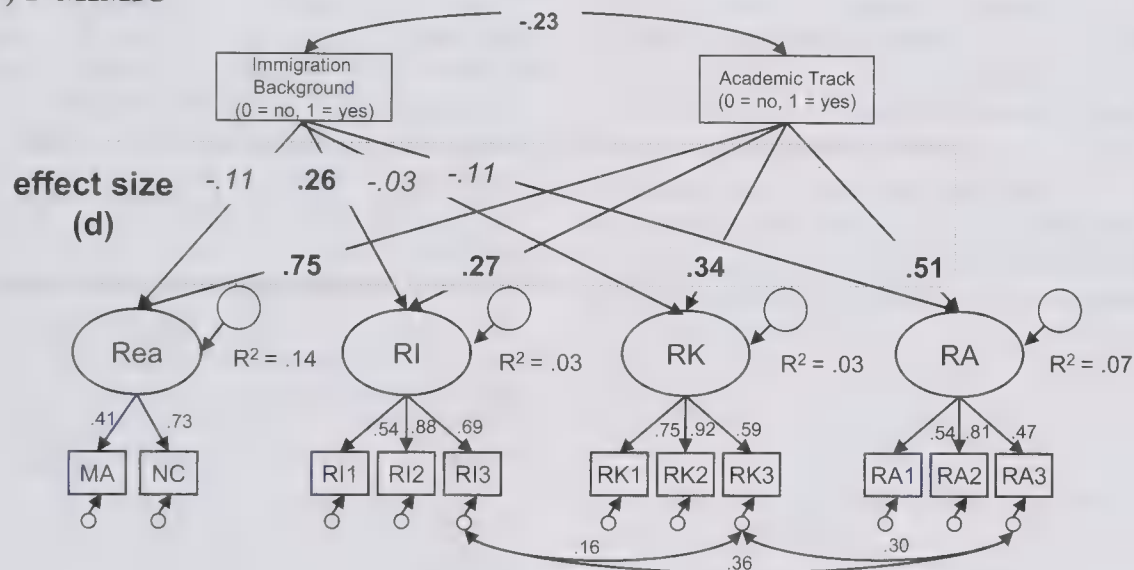 -.23
Immigration
Background
(0 = no, 1 = yes)
Academic Track
(0 = no, 1 = yes)
effect size
(d)
-.11 .26 -.03 -.11
.75 .27 .34 .51
Rea RI RK RA
R² = .14 R² = .03 R² = .03 R² = .07
.41 .73 .54 .88 .69 .75 .92 .59 .54 .81 .47
MA NC RI1 RI2 RI3 RK1 RK2 RK3 RA1 RA2 RA3
.16 .30
.36